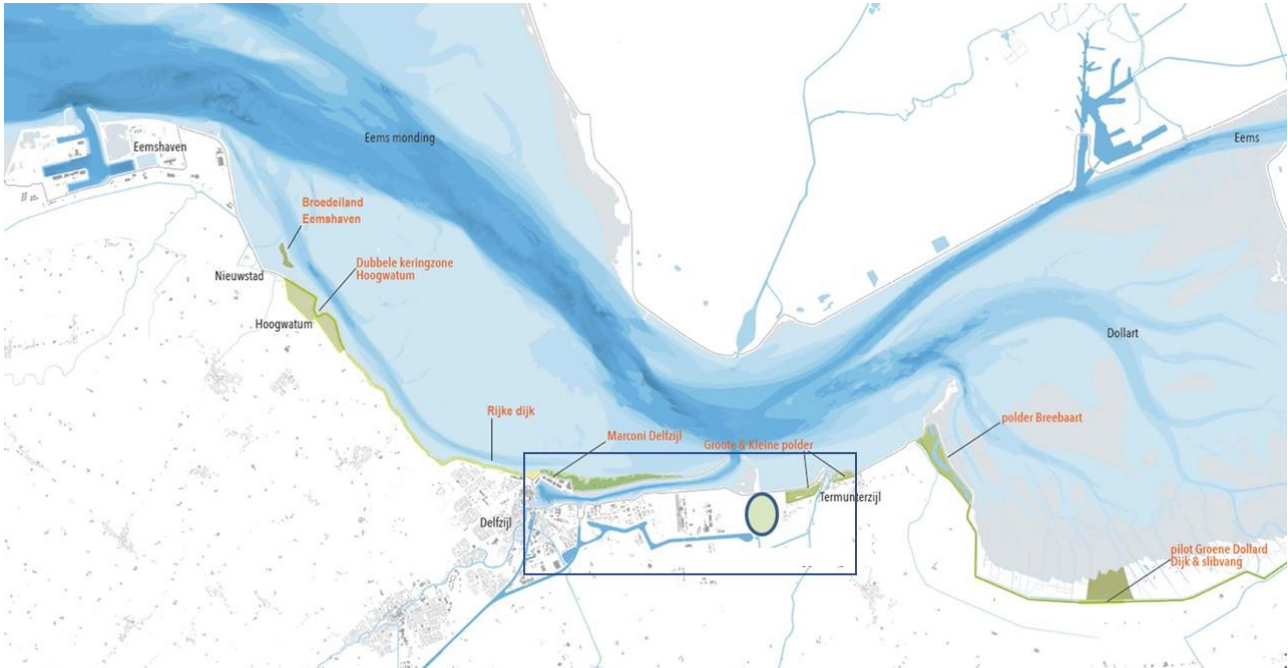 Eems monding
Eems
Eemshaven
Broedeiland
Eemshaven
Dubbele keringzone
Hoogwatum
Nieuwstad
Hoogwatum
Dollart
Rijke dijk
Marconi Delfzijl
Groote & Kleine polder
polder Breebaart
Termunterzijl
Delfzijl
pilot Groene Dollard
Dijk & slibvang